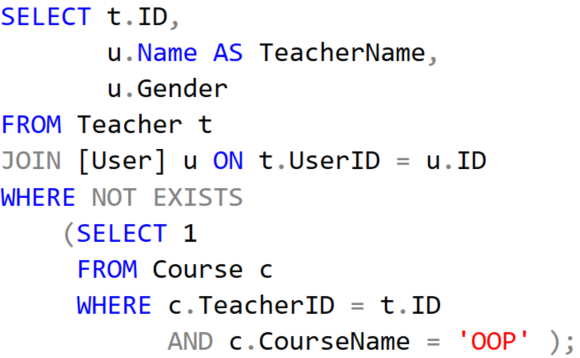 SELECT t.ID,
u.Name AS TeacherName,
u.Gender
FROM Teacher t
JOIN [User] u ON t.UserID = u.ID
WHERE NOT EXISTS
(SELECT 1
FROM Course c
WHERE c.TeacherID = t.ID
AND c.CourseName = 'OOP' );